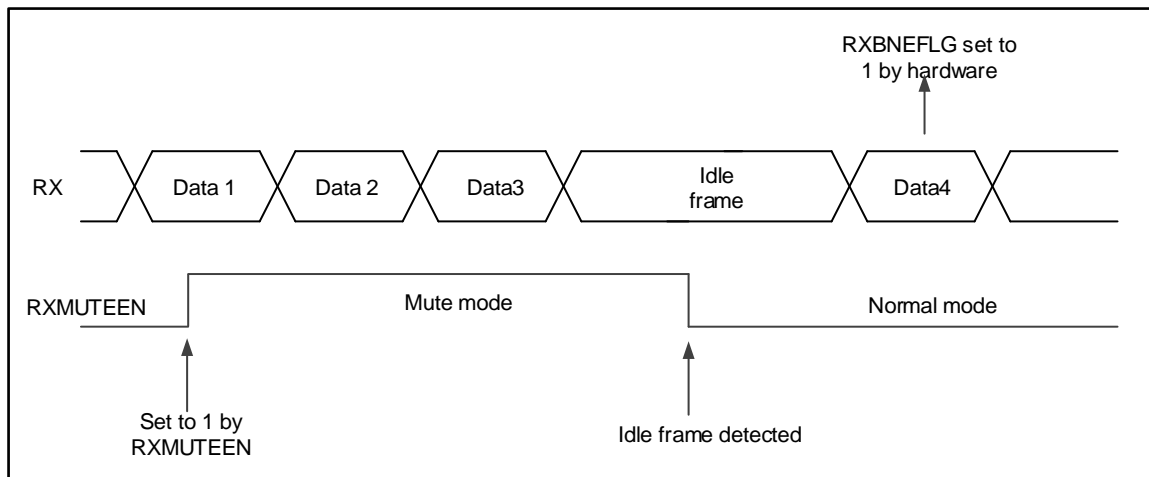 RXBNEFLG set to
1 by hardware
RX
Data 1
Data 2
Data3
Idle
frame
Data4
RXMUTEEN
Mute mode
Normal mode
Set to 1 by
RXMUTEEN
Idle frame detected